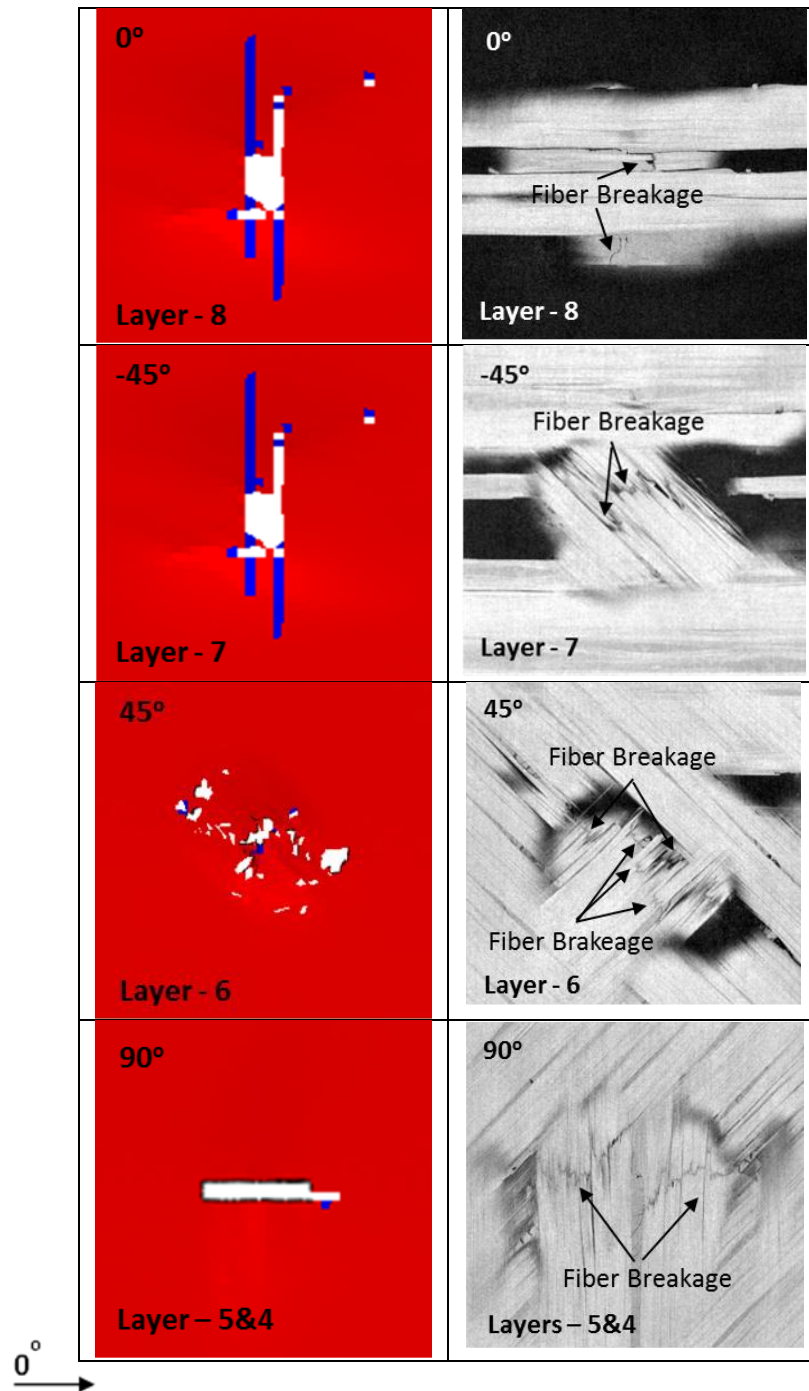 0°
Layer - 8
0°
Fiber Breakage
Layer - 8
-45°
Layer - 7
-45°
Fiber Breakage
Layer - 7
45°
Layer - 6
45°
Fiber Breakage
Fiber Brakeage
Layer - 6
90°
Layer – 5&4
90°
Fiber Breakage
Layers – 5&4
0°